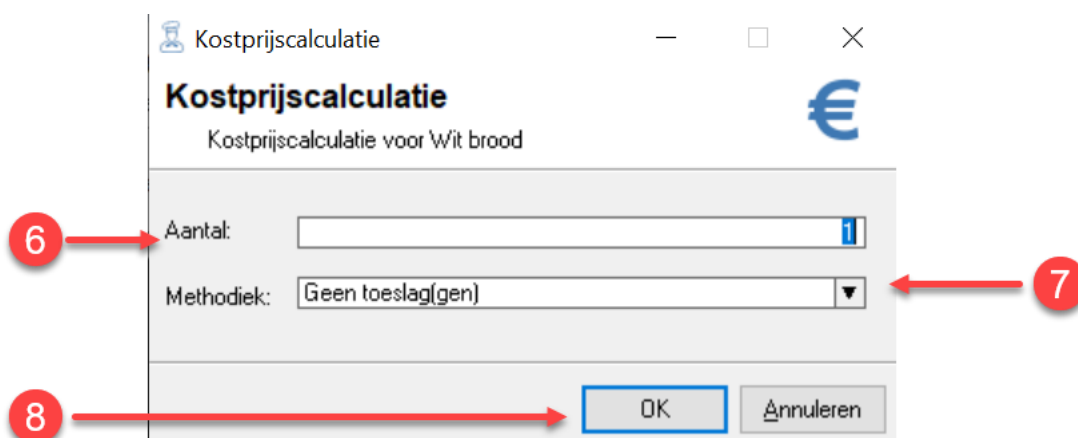 Kostprijscalculatie
Kostprijscalculatie
€
Kostprijscalculatie voor Wit brood
6
Aantal:
1
7
Methodiek:
Geen toeslag(gen)
8
OK
Annuleren